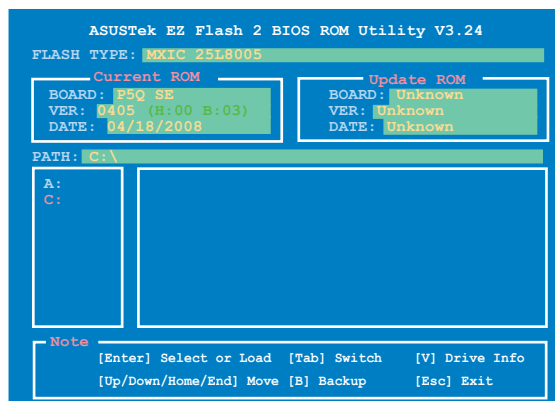 ASUSTek EZ Flash 2 BIOS ROM Utility V3.24
FLASH TYPE: MXIC 25L8005
Current ROM
BOARD: P5Q SE
VER: 0405 (H:00 B:03)
DATE: 04/18/2008
Update ROM
BOARD: Unknown
VER: Unknown
DATE: Unknown
PATH: C:\
A:
C:
Note
[Enter] Select or Load [Tab] Switch [V] Drive Info
[Up/Down/Home/End] Move [B] Backup [Esc] Exit